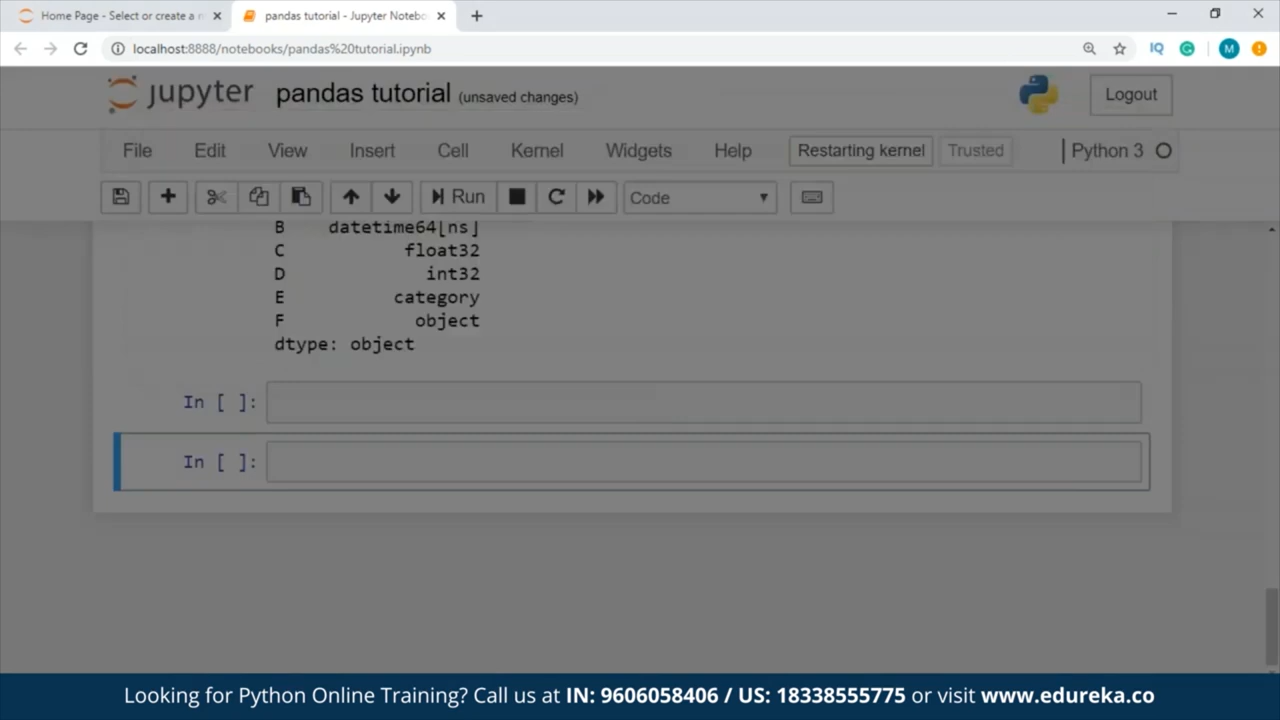 Home Page - Select or create a n
pandas tutorial - Jupyter Notebo
localhost:8888/notebooks/pandas%20tutorial.ipynb
IQ
M
jupyter pandas tutorial (unsaved changes)
Logout
File Edit View Insert Cell Kernel Widgets Help Restarting kernel Trusted Python 3
Run Code
B datetime64[ns]
C float32
D int32
E category
F object
dtype: object
In [ ]:
In [ ]:
Looking for Python Online Training? Call us at IN: 9606058406 / US: 18338555775 or visit www.edureka.co